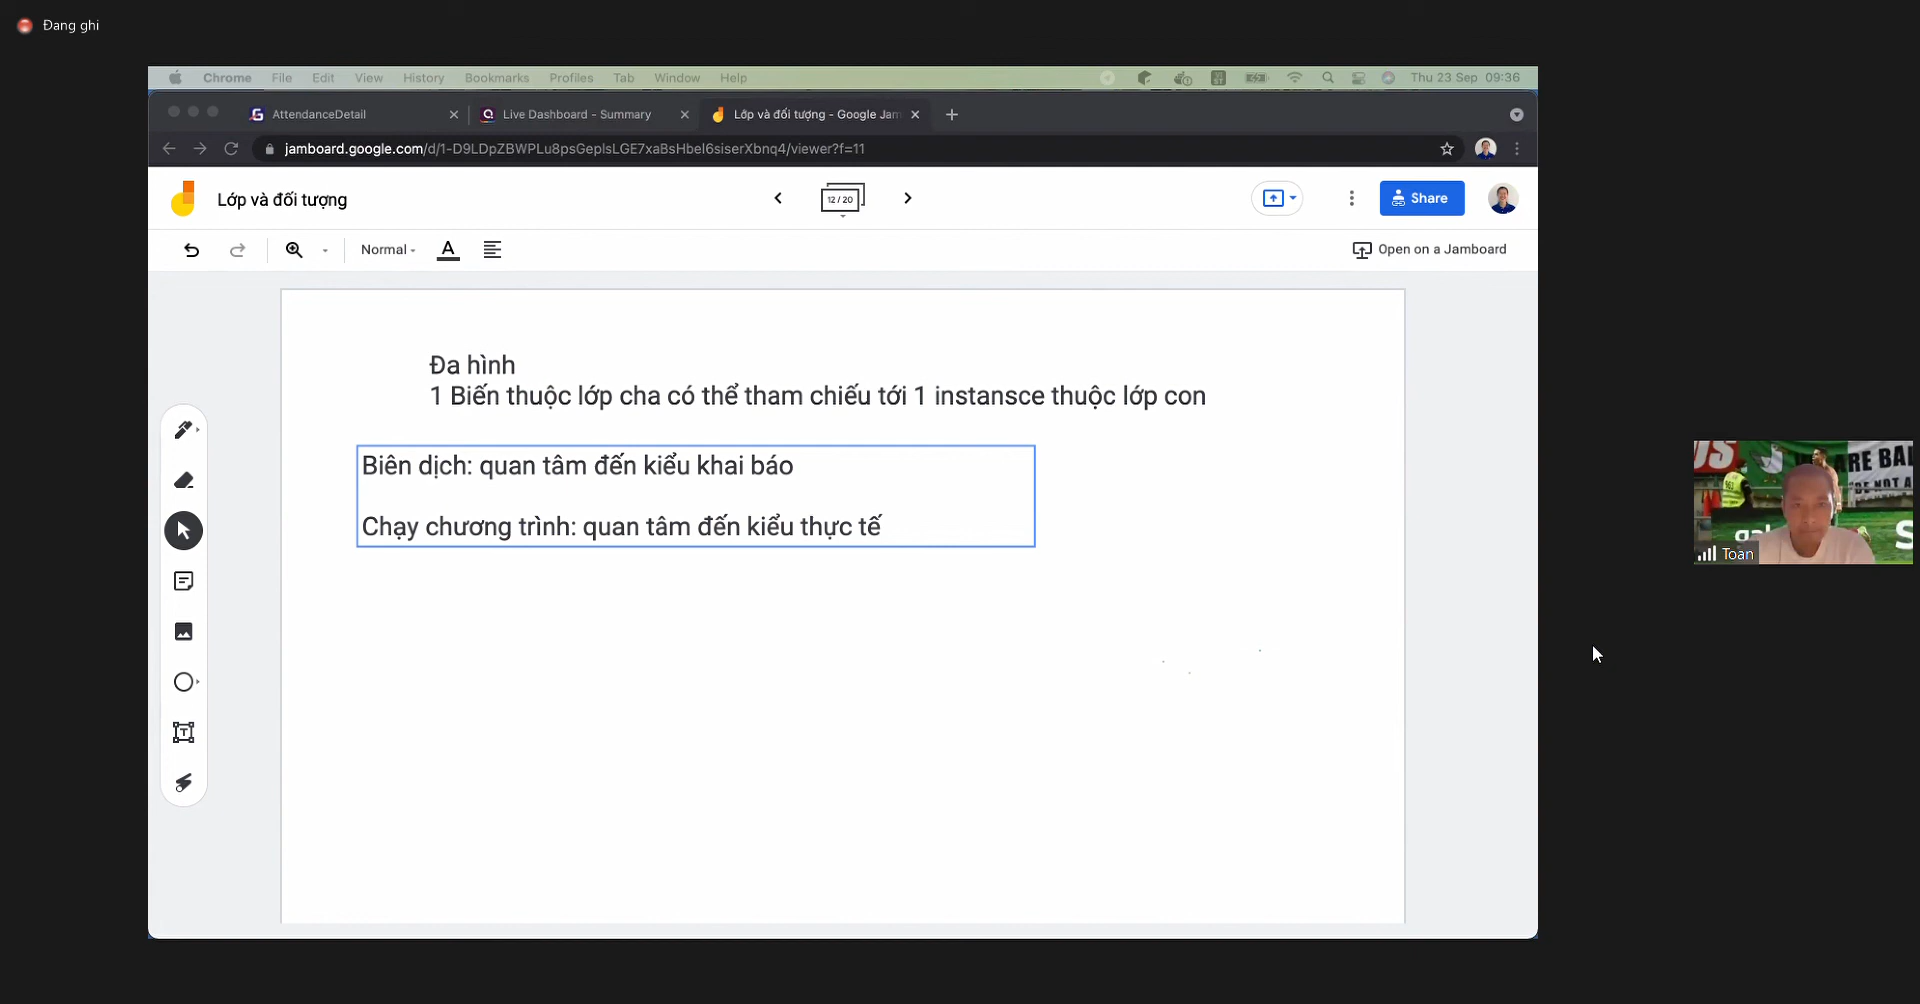 Đang ghi
Chrome File Edit View History Bookmarks Profiles Tab Window Help
Thu 23 Sep 09:36
AttendanceDetail
Live Dashboard - Summary
Lớp và đối tượng - Google Jam
jamboard.google.com/d/1-D9LDpZBWPLu8psGeplsLGE7xaBsHbel6siserXbnq4/viewer?f=11
Lớp và đối tượng
12 / 20
Share
Normal
A
Open on a Jamboard
Đa hình
1 Biến thuộc lớp cha có thể tham chiếu tới 1 instansce thuộc lớp con
Biên dịch: quan tâm đến kiểu khai báo
Chạy chương trình: quan tâm đến kiểu thực tế
Toàn